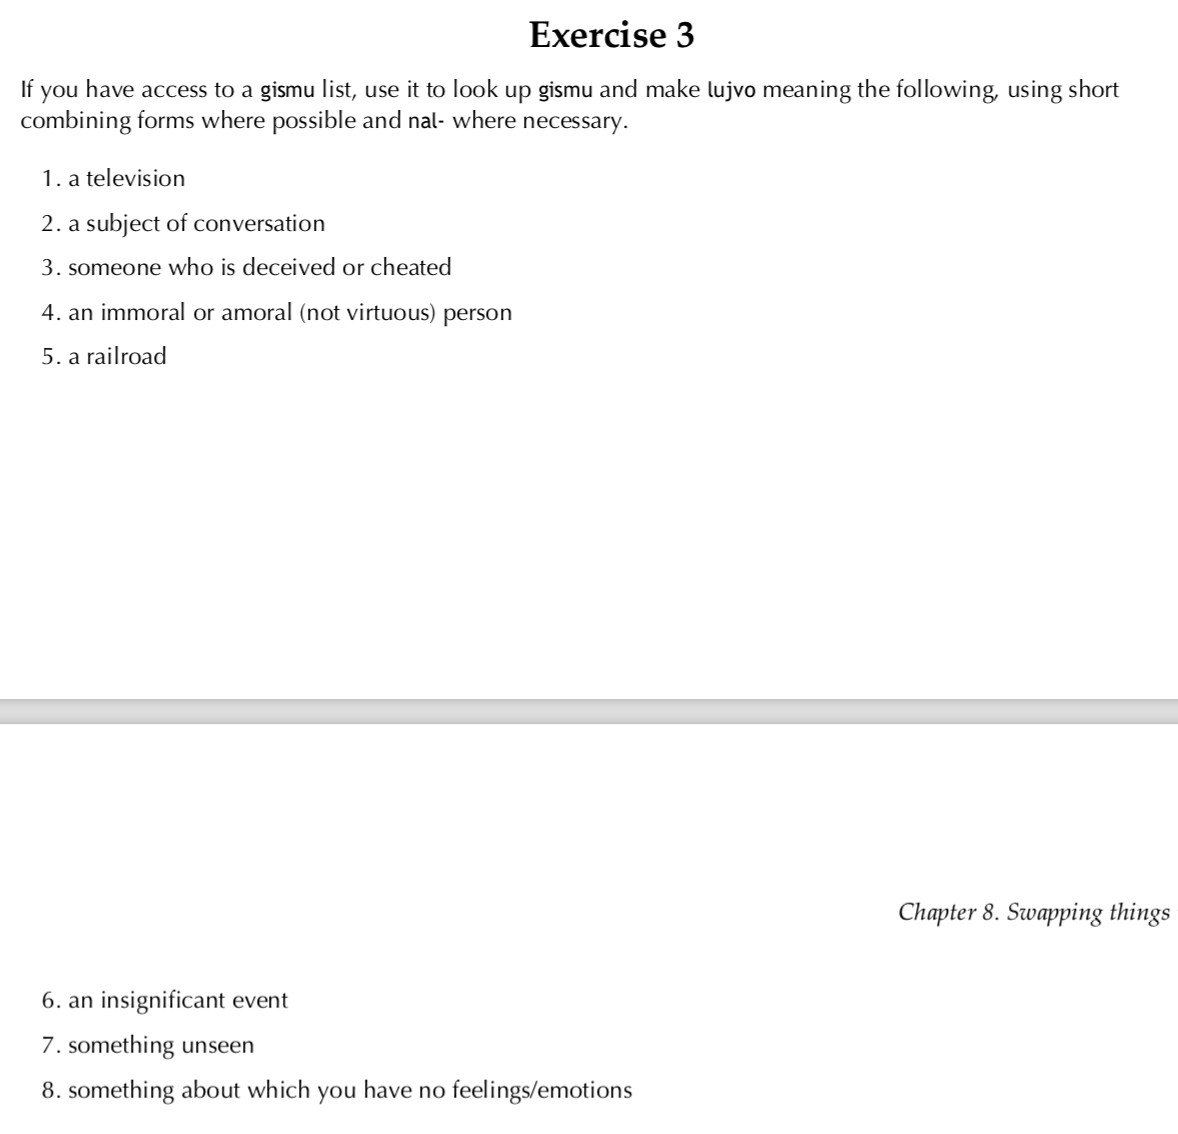 Exercise 3
If you have access to a gismu list, use it to look up gismu and make lujvo meaning the following, using short
combining forms where possible and nal- where necessary.
1. a television
2. a subject of conversation
3. someone who is deceived or cheated
4. an immoral or amoral (not virtuous) person
5. a railroad
Chapter 8. Swapping things
6. an insignificant event
7. something unseen
8. something about which you have no feelings/emotions